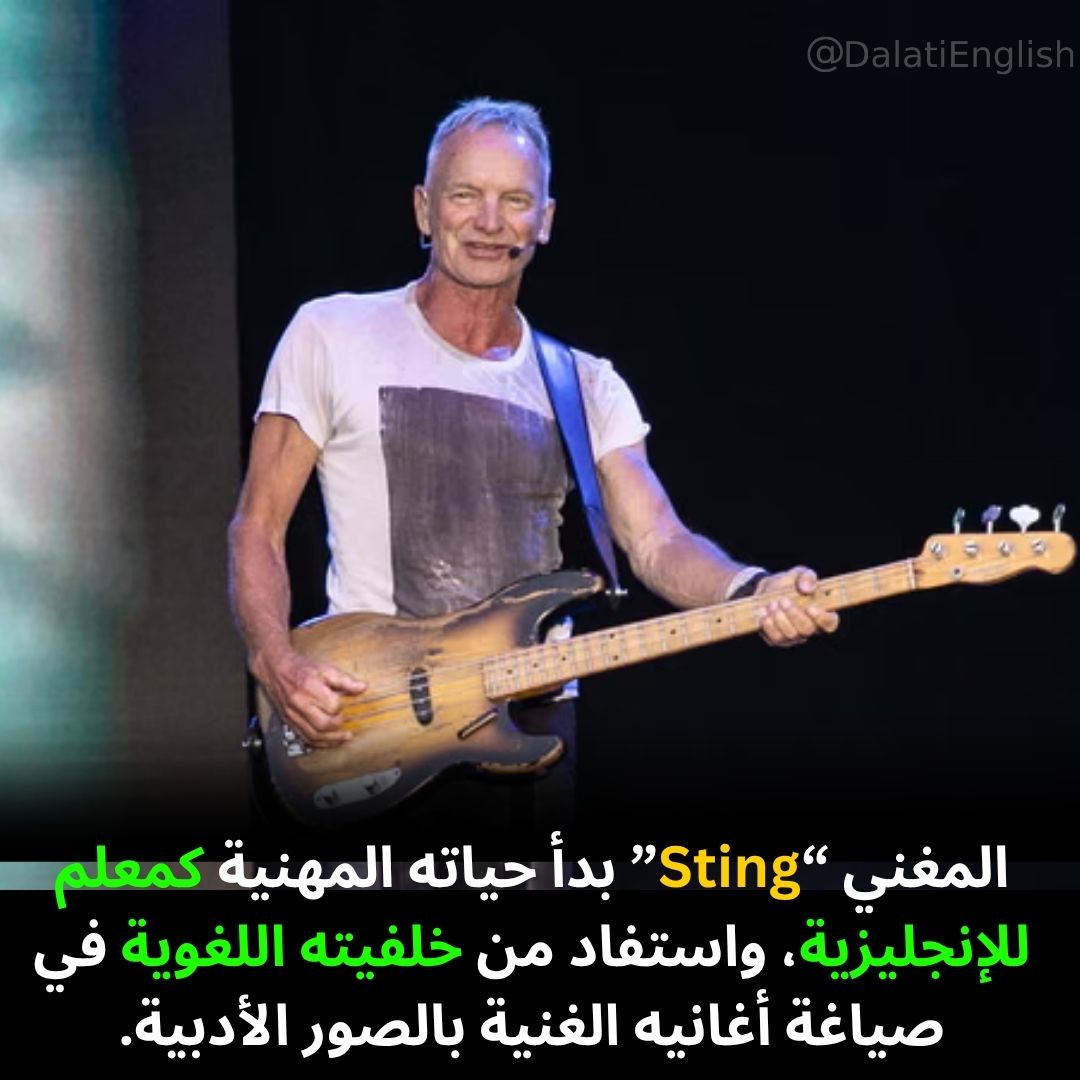 @DalatiEnglish
المغني “Sting” بدأ حياته المهنية كمعلم
للإنجليزية، واستفاد من خلفيته اللغوية في
صياغة أغانيه الغنية بالصور الأدبية.